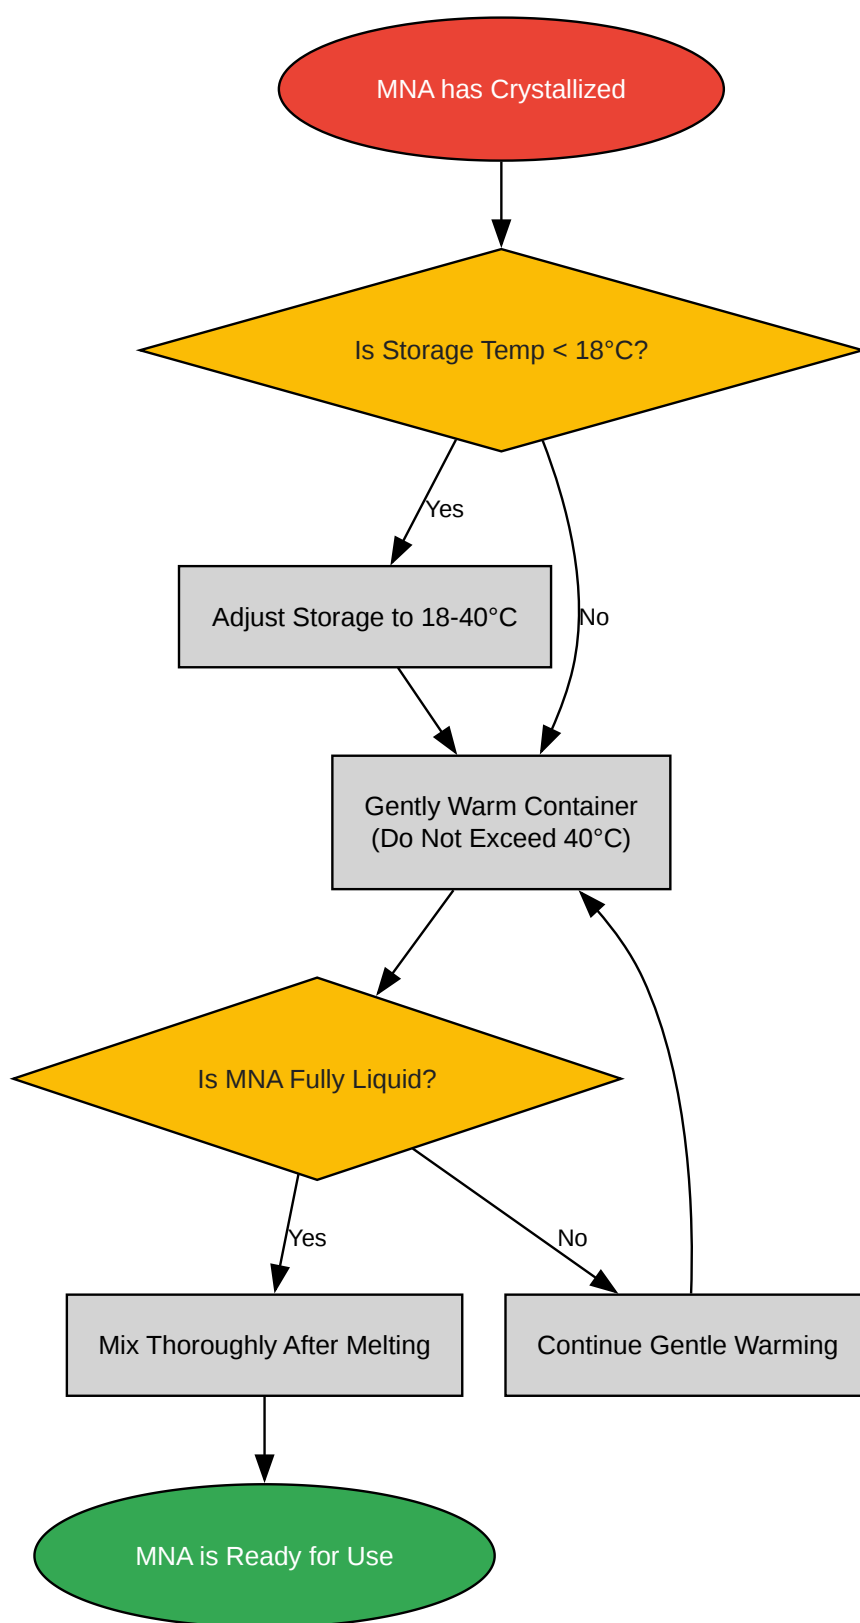 MNA has Crystallized
Is Storage Temp < 18°C?
Yes
Adjust Storage to 18-40°C
No
Gently Warm Container
(Do Not Exceed 40°C)
Is MNA Fully Liquid?
Yes
No
Mix Thoroughly After Melting
Continue Gentle Warming
MNA is Ready for Use